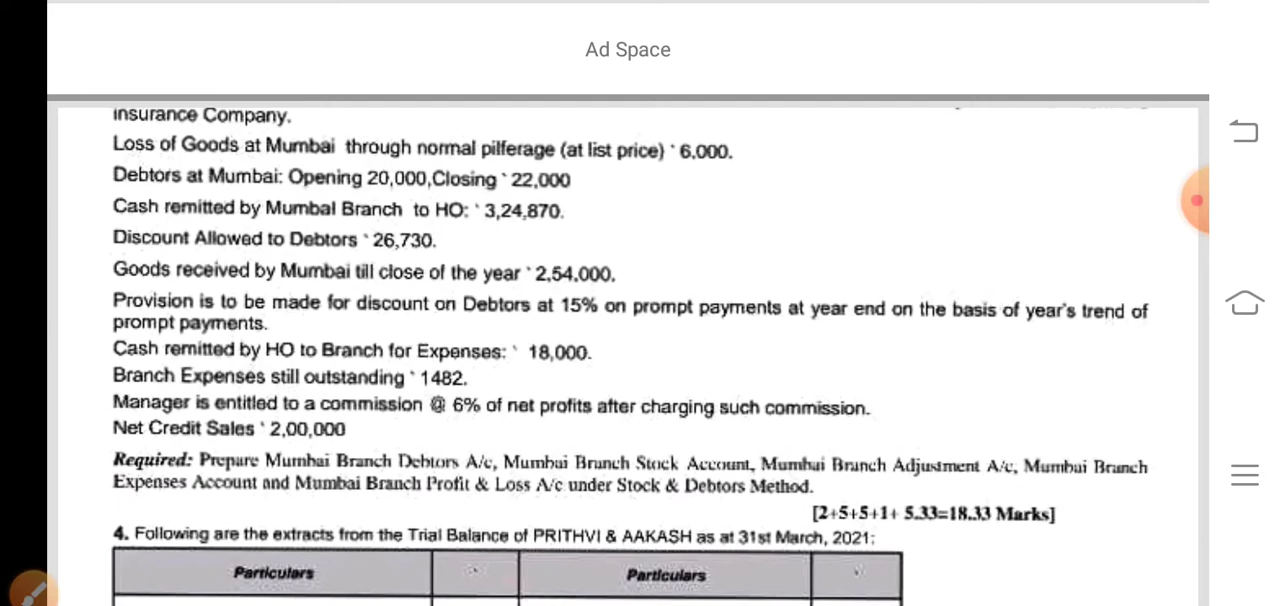 Ad Space
insurance Company.
Loss of Goods at Mumbai through normal pilferage (at list price) ` 6,000.
Debtors at Mumbai: Opening 20,000,Closing ` 22,000
Cash remitted by Mumbai Branch to HO: ` 3,24,870.
Discount Allowed to Debtors ` 26,730.
Goods received by Mumbai till close of the year ` 2,54,000.
Provision is to be made for discount on Debtors at 15% on prompt payments at year end on the basis of year's trend of
prompt payments.
Cash remitted by HO to Branch for Expenses: ` 18,000.
Branch Expenses still outstanding ` 1482.
Manager is entitled to a commission @ 6% of net profits after charging such commission.
Net Credit Sales ` 2,00,000
Required: Prepare Mumbai Branch Debtors A/c, Mumbai Branch Stock Account, Mumbai Branch Adjustment A/c, Mumbai Branch
Expenses Account and Mumbai Branch Profit & Loss A/c under Stock & Debtors Method.
[2+5+5+1+ 5.33=18.33 Marks]
4. Following are the extracts from the Trial Balance of PRITHVI & AAKASH as at 31st March, 2021:
Particulars ` Particulars `